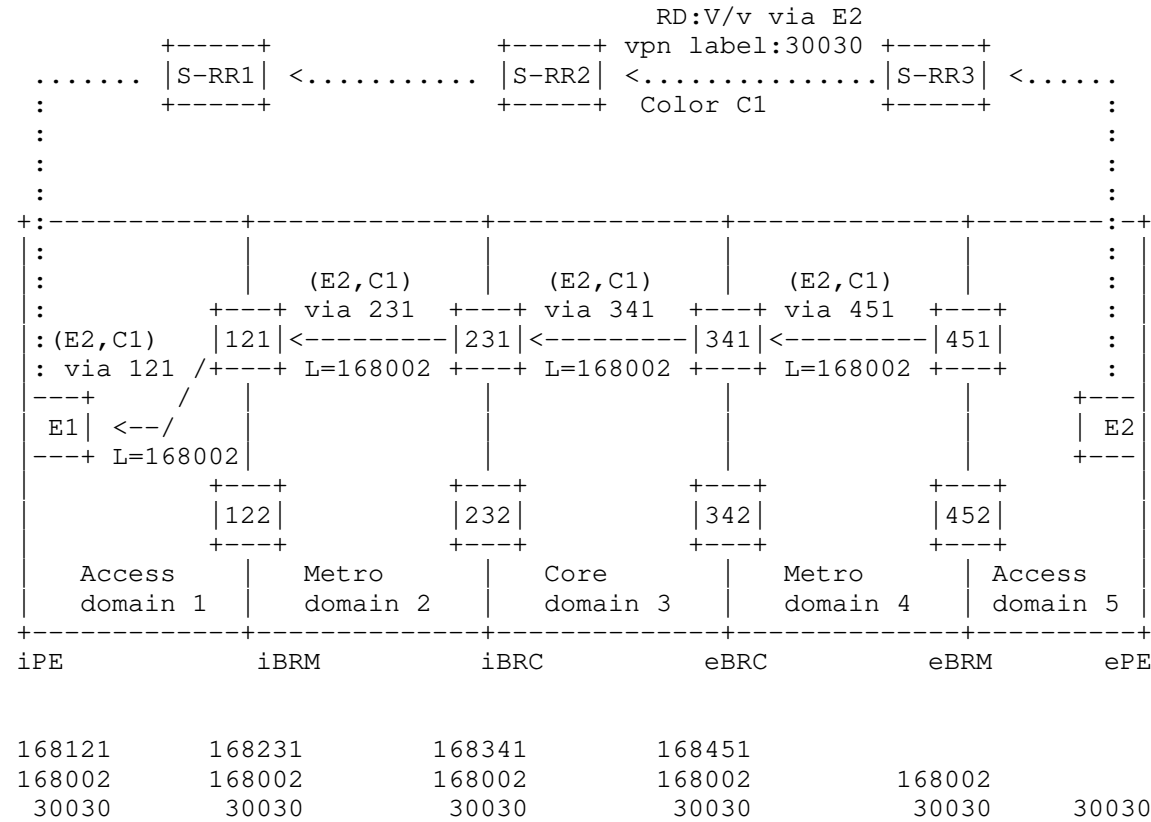 RD:V/v via E2
+-----+ +-----+ vpn label:30030 +-----+
....... |S-RR1| <........... |S-RR2| <...............|S-RR3| <......
: +-----+ +-----+ Color C1 +-----+ :
: :
: :
: :
+:-------------+---------------+---------------+---------------+--------:-+
|: | | | | : |
|: | (E2,C1) | (E2,C1) | (E2,C1) | : |
|: +---+ via 231 +---+ via 341 +---+ via 451 +---+ : |
|:(E2,C1) |121|<---------|231|<---------|341|<---------|451| : |
|: via 121 /+---+ L=168002 +---+ L=168002 +---+ L=168002 +---+ : |
|---+ / | | | | +---|
| E1| <--/ | | | | | E2|
|---+ L=168002| | | | +---|
| +---+ +---+ +---+ +---+ |
| |122| |232| |342| |452| |
| +---+ +---+ +---+ +---+ |
| Access | Metro | Core | Metro | Access |
| domain 1 | domain 2 | domain 3 | domain 4 | domain 5 |
+--------------+---------------+---------------+---------------+----------+
iPE iBRM iBRC eBRC eBRM ePE
168121 168231 168341 168451
168002 168002 168002 168002 168002
30030 30030 30030 30030 30030 30030